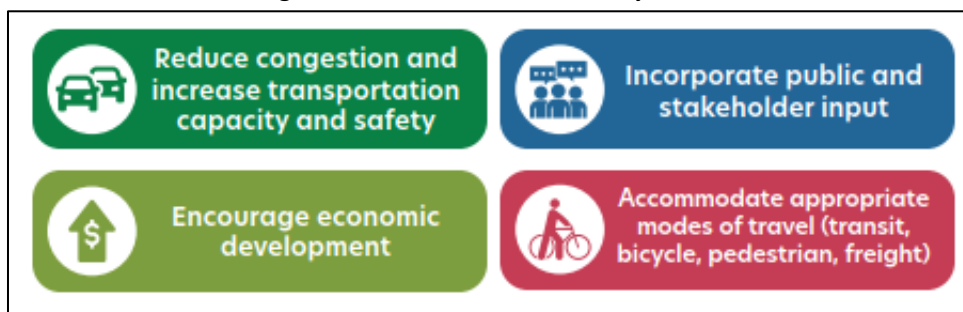 Reduce congestion and
increase transportation
capacity and safety
Incorporate public and
stakeholder input
$
Encourage economic
development
Accommodate appropriate
modes of travel (transit,
bicycle, pedestrian, freight)